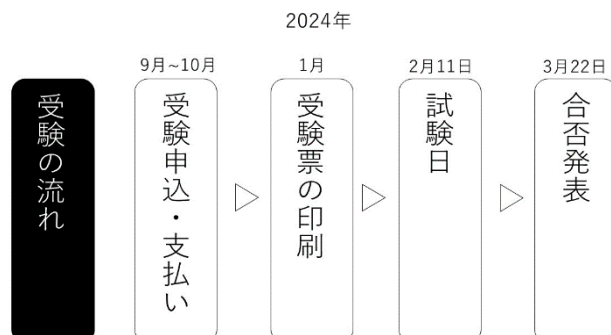 2024年
9月~10月
1月
2月11日
3月22日
受験の流れ
受験申込・支払い
受験票の印刷
試験日
合否発表